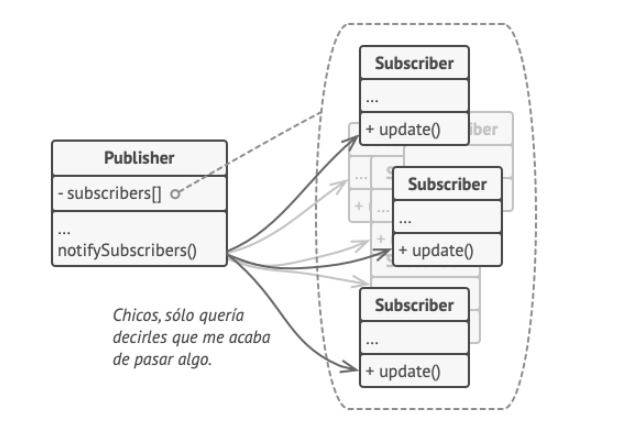 Publisher
- subscribers[]
...
notifySubscribers()
Chicos, sólo quería
decirles que me acaba
de pasar algo.
Subscriber
...
+ update()
Subscriber
...
+ update()
Subscriber
...
+ update()